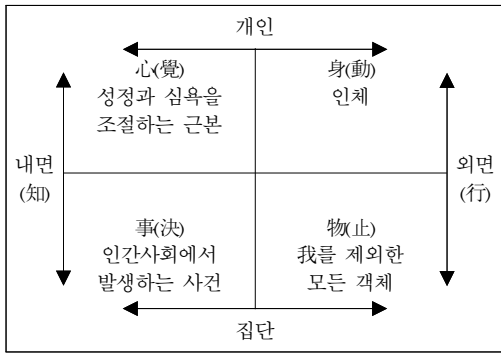 개인
心(覺)
성정과 심욕을
조절하는 근본
身(動)
인체
내면
(知)
외면
(行)
事(決)
인간사회에서
발생하는 사건
物(止)
我를 제외한
모든 객체
집단